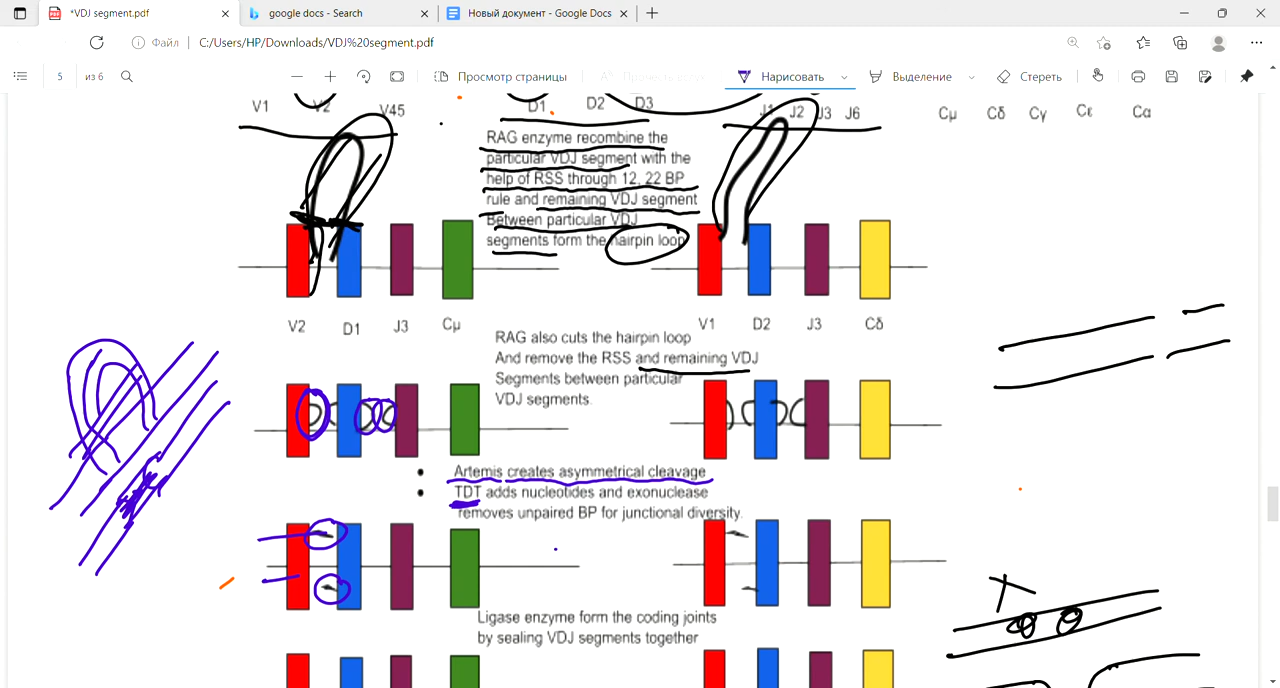 *VDJ segment.pdf
google docs - Search
Новый документ - Google Docs
Файл
C:/Users/HP/Downloads/VDJ%20segment.pdf
5
из 6
Просмотр страницы
Нарисовать
Выделение
Стереть
V1 V2 V45 D1 D2 D3 J1 J2 J3 J6 Cμ Cδ Cγ Cε Cα
RAG enzyme recombine the
particular VDJ segment with the
help of RSS through 12, 22 BP
rule and remaining VDJ segment
Between particular VDJ
segments form the hairpin loop
V2 D1 J3 Cμ
V1 D2 J3 Cδ
RAG also cuts the hairpin loop
And remove the RSS and remaining VDJ
Segments between particular
VDJ segments.
• Artemis creates asymmetrical cleavage
• TDT adds nucleotides and exonuclease
removes unpaired BP for junctional diversity.
Ligase enzyme form the coding joints
by sealing VDJ segments together